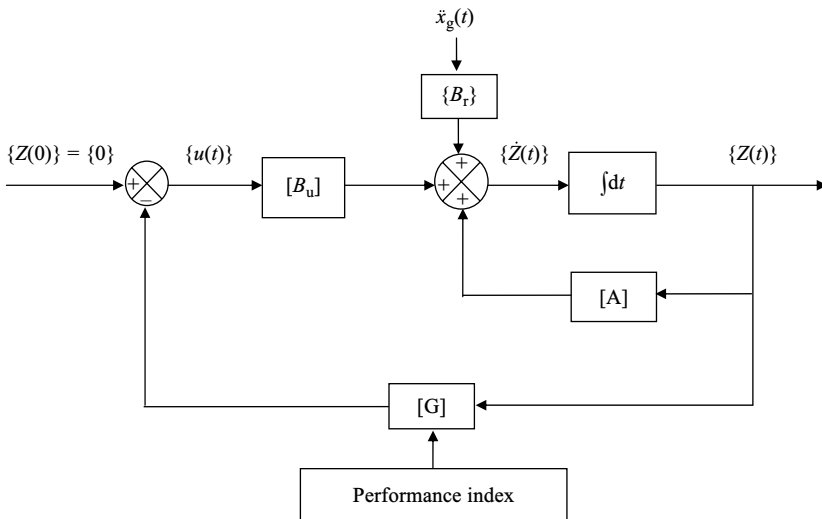 ẍg(t)
{Br}
{Z(0)} = {0}
{u(t)}
{Ż(t)}
{Z(t)}
+
+
−
[Bu]
+
+
∫dt
[A]
[G]
Performance index